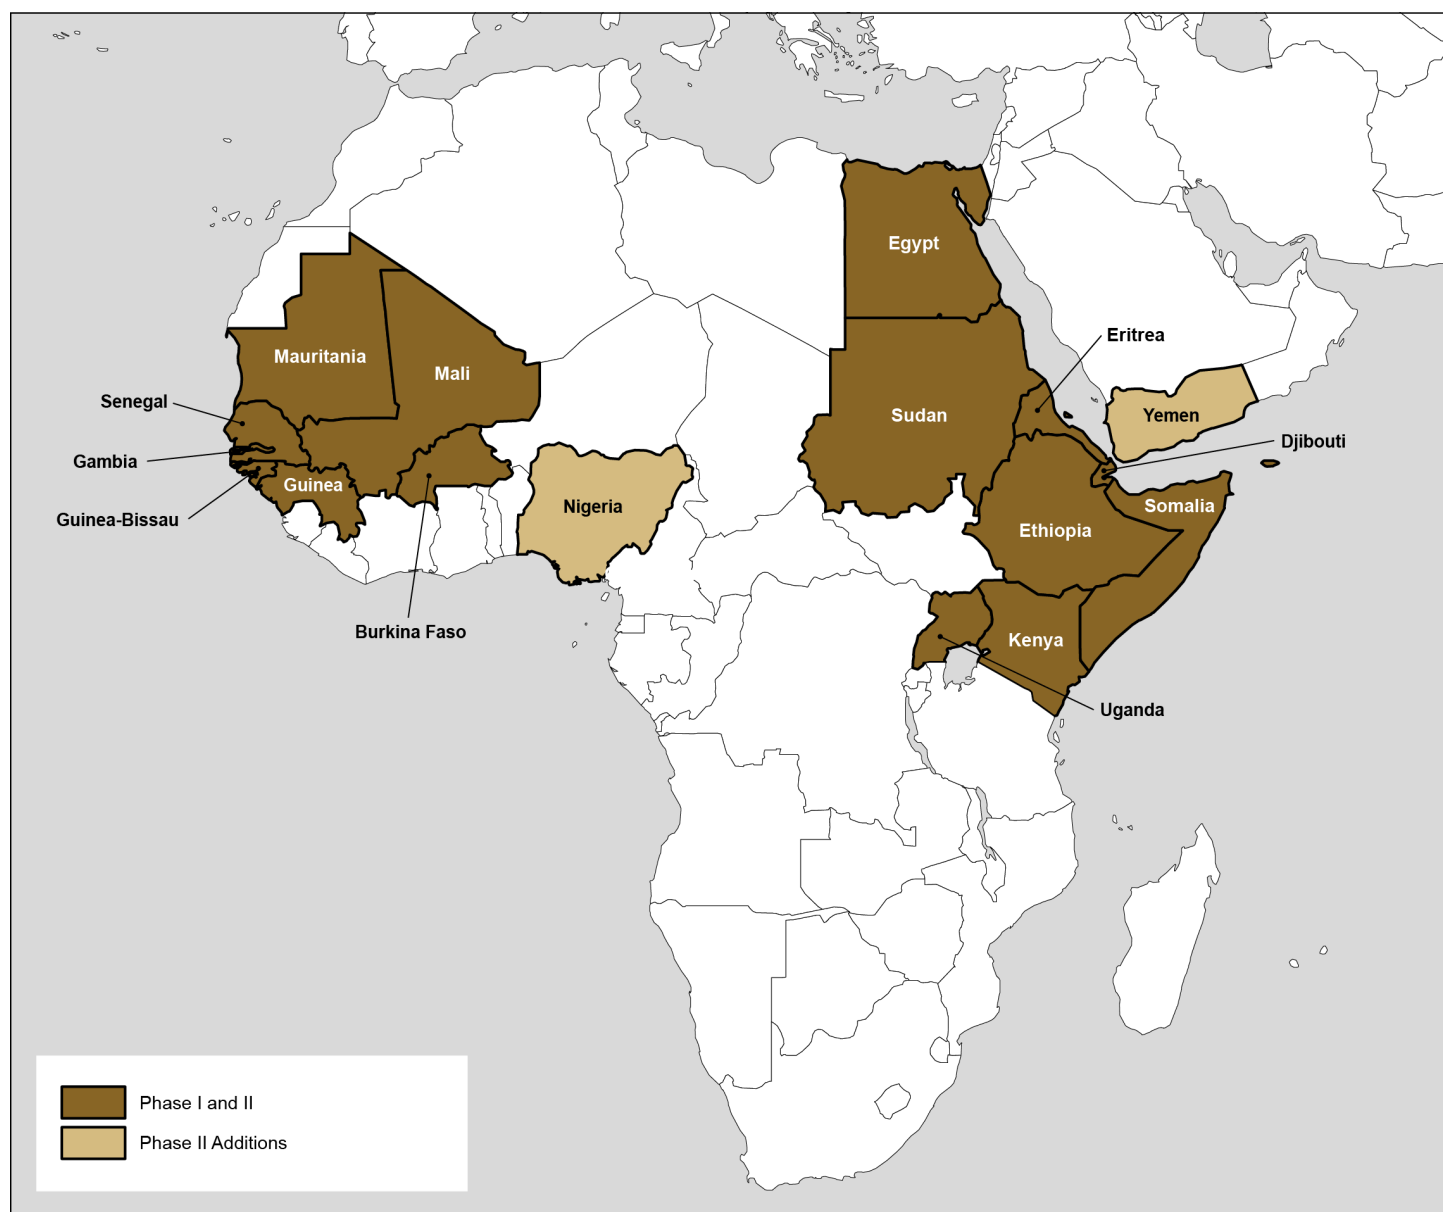 Egypt
Eritrea
Mauritania
Mali
Senegal
Sudan
Yemen
Djibouti
Gambia
Guinea
Nigeria
Somalia
Guinea-Bissau
Ethiopia
Burkina Faso
Kenya
Uganda
Phase I and II
Phase II Additions